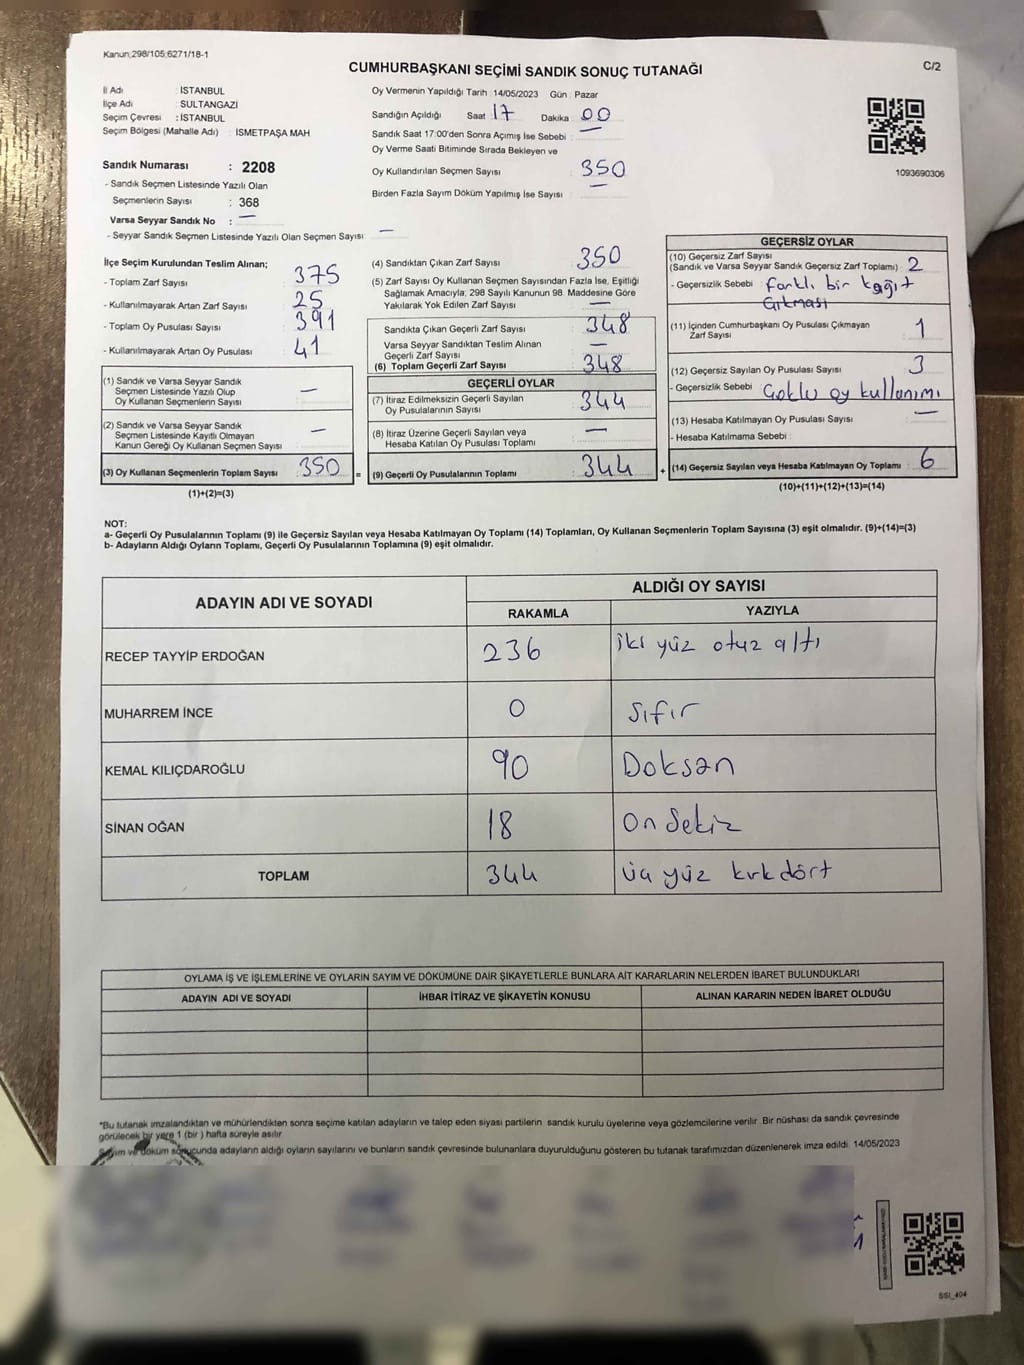 Kanun;298/105;6271/18-1
C/2
CUMHURBAŞKANI SEÇİMİ SANDIK SONUÇ TUTANAĞI
İl Adı : İSTANBUL
İlçe Adı : SULTANGAZİ
Seçim Çevresi : İSTANBUL
Seçim Bölgesi (Mahalle Adı) : İSMETPAŞA MAH
Sandık Numarası : 2208
- Sandık Seçmen Listesinde Yazılı Olan
Seçmenlerin Sayısı : 368
Varsa Seyyar Sandık No : —
- Seyyar Sandık Seçmen Listesinde Yazılı Olan Seçmen Sayısı: —
Oy Vermenin Yapıldığı Tarih : 14/05/2023 Gün : Pazar
Sandığın Açıldığı Saat 17 Dakika : 00
Sandık Saat 17:00'den Sonra Açımış İse Sebebi : —
Oy Verme Saati Bitiminde Sırada Bekleyen ve
Oy Kullandırılan Seçmen Sayısı : 350
Birden Fazla Sayım Döküm Yapılmış İse Sayısı : —
1093690306
İlçe Seçim Kurulundan Teslim Alınan;
- Toplam Zarf Sayısı : 375
- Kullanılmayarak Artan Zarf Sayısı : 25
- Toplam Oy Pusulası Sayısı : 391
- Kullanılmayarak Artan Oy Pusulası : 41
(1) Sandık ve Varsa Seyyar Sandık
Seçmen Listesinde Yazılı Olup
Oy Kullanan Seçmenlerin Sayısı : —
(2) Sandık ve Varsa Seyyar Sandık
Seçmen Listesinde Kayıtlı Olmayan
Kanun Gereği Oy Kullanan Seçmen Sayısı : —
(3) Oy Kullanan Seçmenlerin Toplam Sayısı : 350 =
(1)+(2)=(3)
(4) Sandıktan Çıkan Zarf Sayısı : 350
(5) Zarf Sayısı Oy Kullanan Seçmen Sayısından Fazla İse, Eşitliği
Sağlamak Amacıyla, 298 Sayılı Kanunun 98. Maddesine Göre
Yakılarak Yok Edilen Zarf Sayısı : —
Sandıkta Çıkan Geçerli Zarf Sayısı : 348
Varsa Seyyar Sandıktan Teslim Alınan
Geçerli Zarf Sayısı : —
(6) Toplam Geçerli Zarf Sayısı : 348
GEÇERLİ OYLAR
(7) İtiraz Edilmeksizin Geçerli Sayılan
Oy Pusulalarının Sayısı : 344
(8) İtiraz Üzerine Geçerli Sayılan veya
Hesaba Katılan Oy Pusulası Toplamı : —
(9) Geçerli Oy Pusulalarının Toplamı : 344 +
GEÇERSİZ OYLAR
(10) Geçersiz Zarf Sayısı
(Sandık ve Varsa Seyyar Sandık Geçersiz Zarf Toplamı) : 2
- Geçersizlik Sebebi : farklı bir kağıt
Çıkması
(11) İçinden Cumhurbaşkanı Oy Pusulası Çıkmayan
Zarf Sayısı : 1
(12) Geçersiz Sayılan Oy Pusulası Sayısı : 3
- Geçersizlik Sebebi : Çoklu oy kullanımı
(13) Hesaba Katılmayan Oy Pusulası Sayısı : —
- Hesaba Katılmama Sebebi :
(14) Geçersiz Sayılan veya Hesaba Katılmayan Oy Toplamı : 6
(10)+(11)+(12)+(13)=(14)
NOT:
a- Geçerli Oy Pusulalarının Toplamı (9) ile Geçersiz Sayılan veya Hesaba Katılmayan Oy Toplamı (14) Toplamları, Oy Kullanan Seçmenlerin Toplam Sayısına (3) eşit olmalıdır. (9)+(14)=(3)
b- Adayların Aldığı Oyların Toplamı, Geçerli Oy Pusulalarının Toplamına (9) eşit olmalıdır.
ADAYIN ADI VE SOYADI
ALDIĞI OY SAYISI
RAKAMLA YAZIYLA
RECEP TAYYİP ERDOĞAN 236 iki yüz otuz altı
MUHARREM İNCE 0 Sıfır
KEMAL KILIÇDAROĞLU 90 Doksan
SİNAN OĞAN 18 On Sekiz
TOPLAM 344 üç yüz kırk dört
OYLAMA İŞ VE İŞLEMLERİNE VE OYLARIN SAYIM VE DÖKÜMÜNE DAİR ŞİKAYETLERLE BUNLARA AİT KARARLARIN NELERDEN İBARET BULUNDUKLARI
ADAYIN ADI VE SOYADI İHBAR İTİRAZ VE ŞİKAYETİN KONUSU ALINAN KARARIN NEDEN İBARET OLDUĞU
*Bu tutanak imzalandıktan ve mühürlendikten sonra seçime katılan adayların ve talep eden siyasi partilerin sandık kurulu üyelerine veya gözlemcilerine verilir. Bir nüshası da sandık çevresinde
görülecek bir yere 1 (bir ) hafta süreyle asılır.
Sayım ve döküm sonucunda adayların aldığı oyların sayılarını ve bunların sandık çevresinde bulunanlara duyurulduğunu gösteren bu tutanak tarafımızdan düzenlenerek imza edildi. 14/05/2023
SSI_404